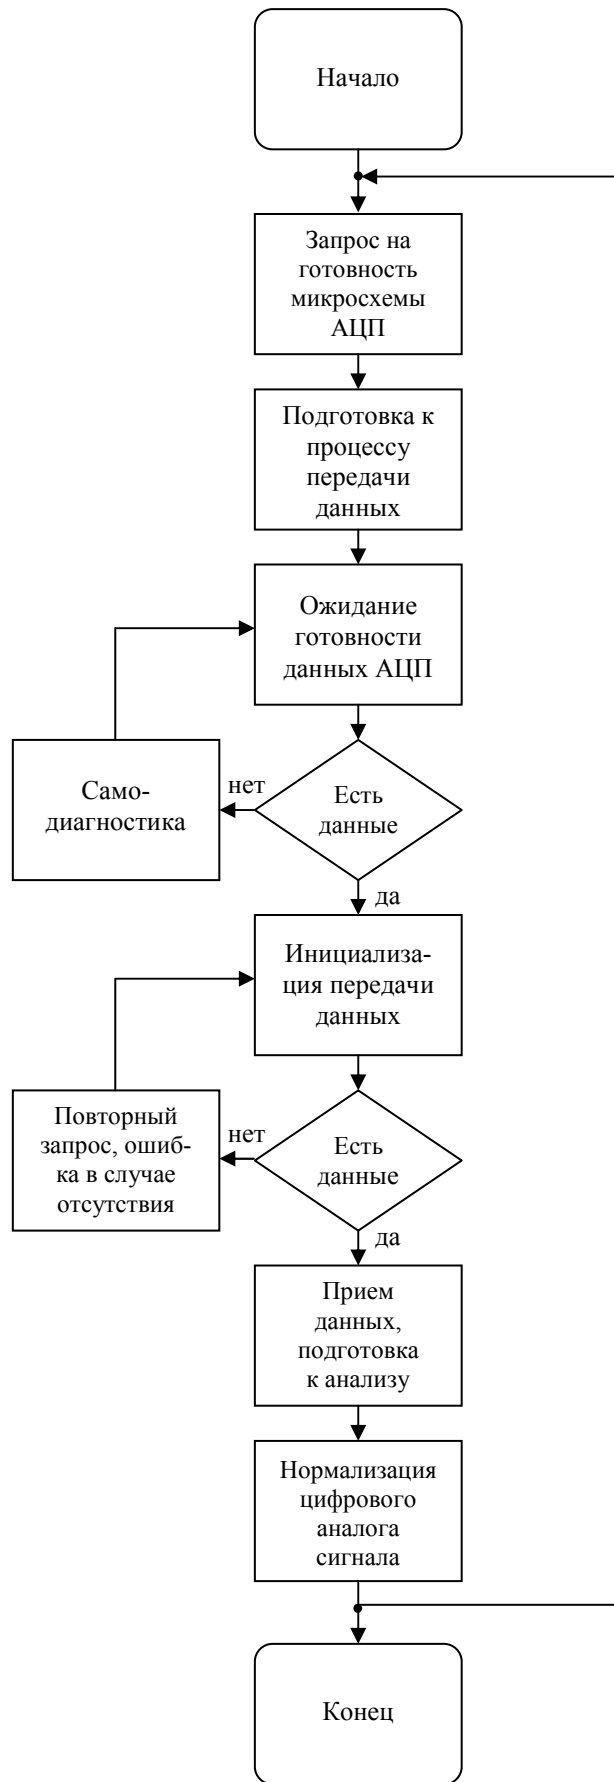 Начало
Запрос на
готовность
микросхемы
АЦП
Подготовка к
процессу
передачи
данных
Ожидание
готовности
данных АЦП
Само-
диагностика
нет
Есть
данные
да
Инициализа-
ция передачи
данных
Повторный
запрос, ошиб-
ка в случае
отсутствия
нет
Есть
данные
да
Прием
данных,
подготовка
к анализу
Нормализация
цифрового
аналога
сигнала
Конец